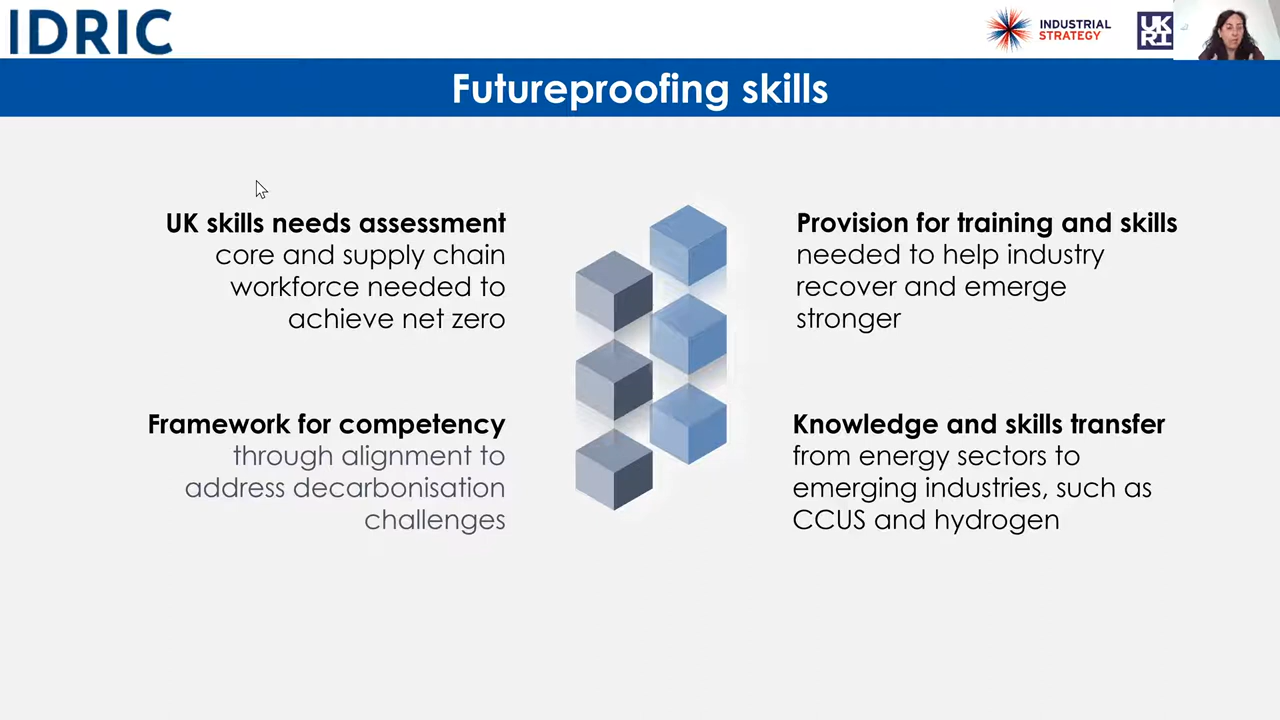 IDRIC
INDUSTRIAL
STRATEGY
UK
RI
Futureproofing skills
UK skills needs assessment
core and supply chain
workforce needed to
achieve net zero
Provision for training and skills
needed to help industry
recover and emerge
stronger
Framework for competency
through alignment to
address decarbonisation
challenges
Knowledge and skills transfer
from energy sectors to
emerging industries, such as
CCUS and hydrogen